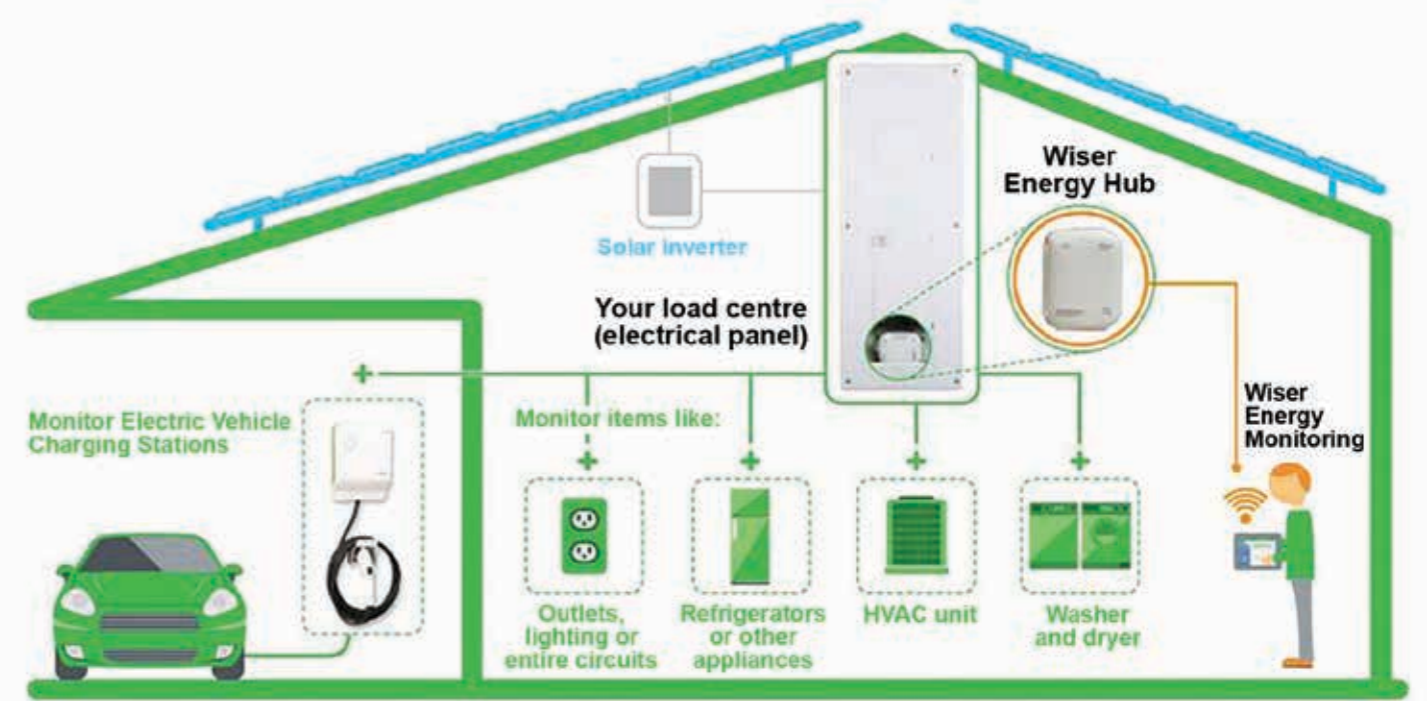 Wiser
Energy Hub
Solar inverter
Your load centre
(electrical panel)
Wiser
Energy
Monitoring
Monitor Electric Vehicle
Charging Stations
Monitor items like:
Outlets,
lighting or
entire circuits
Refrigerators
or other
appliances
HVAC unit
Washer
and dryer